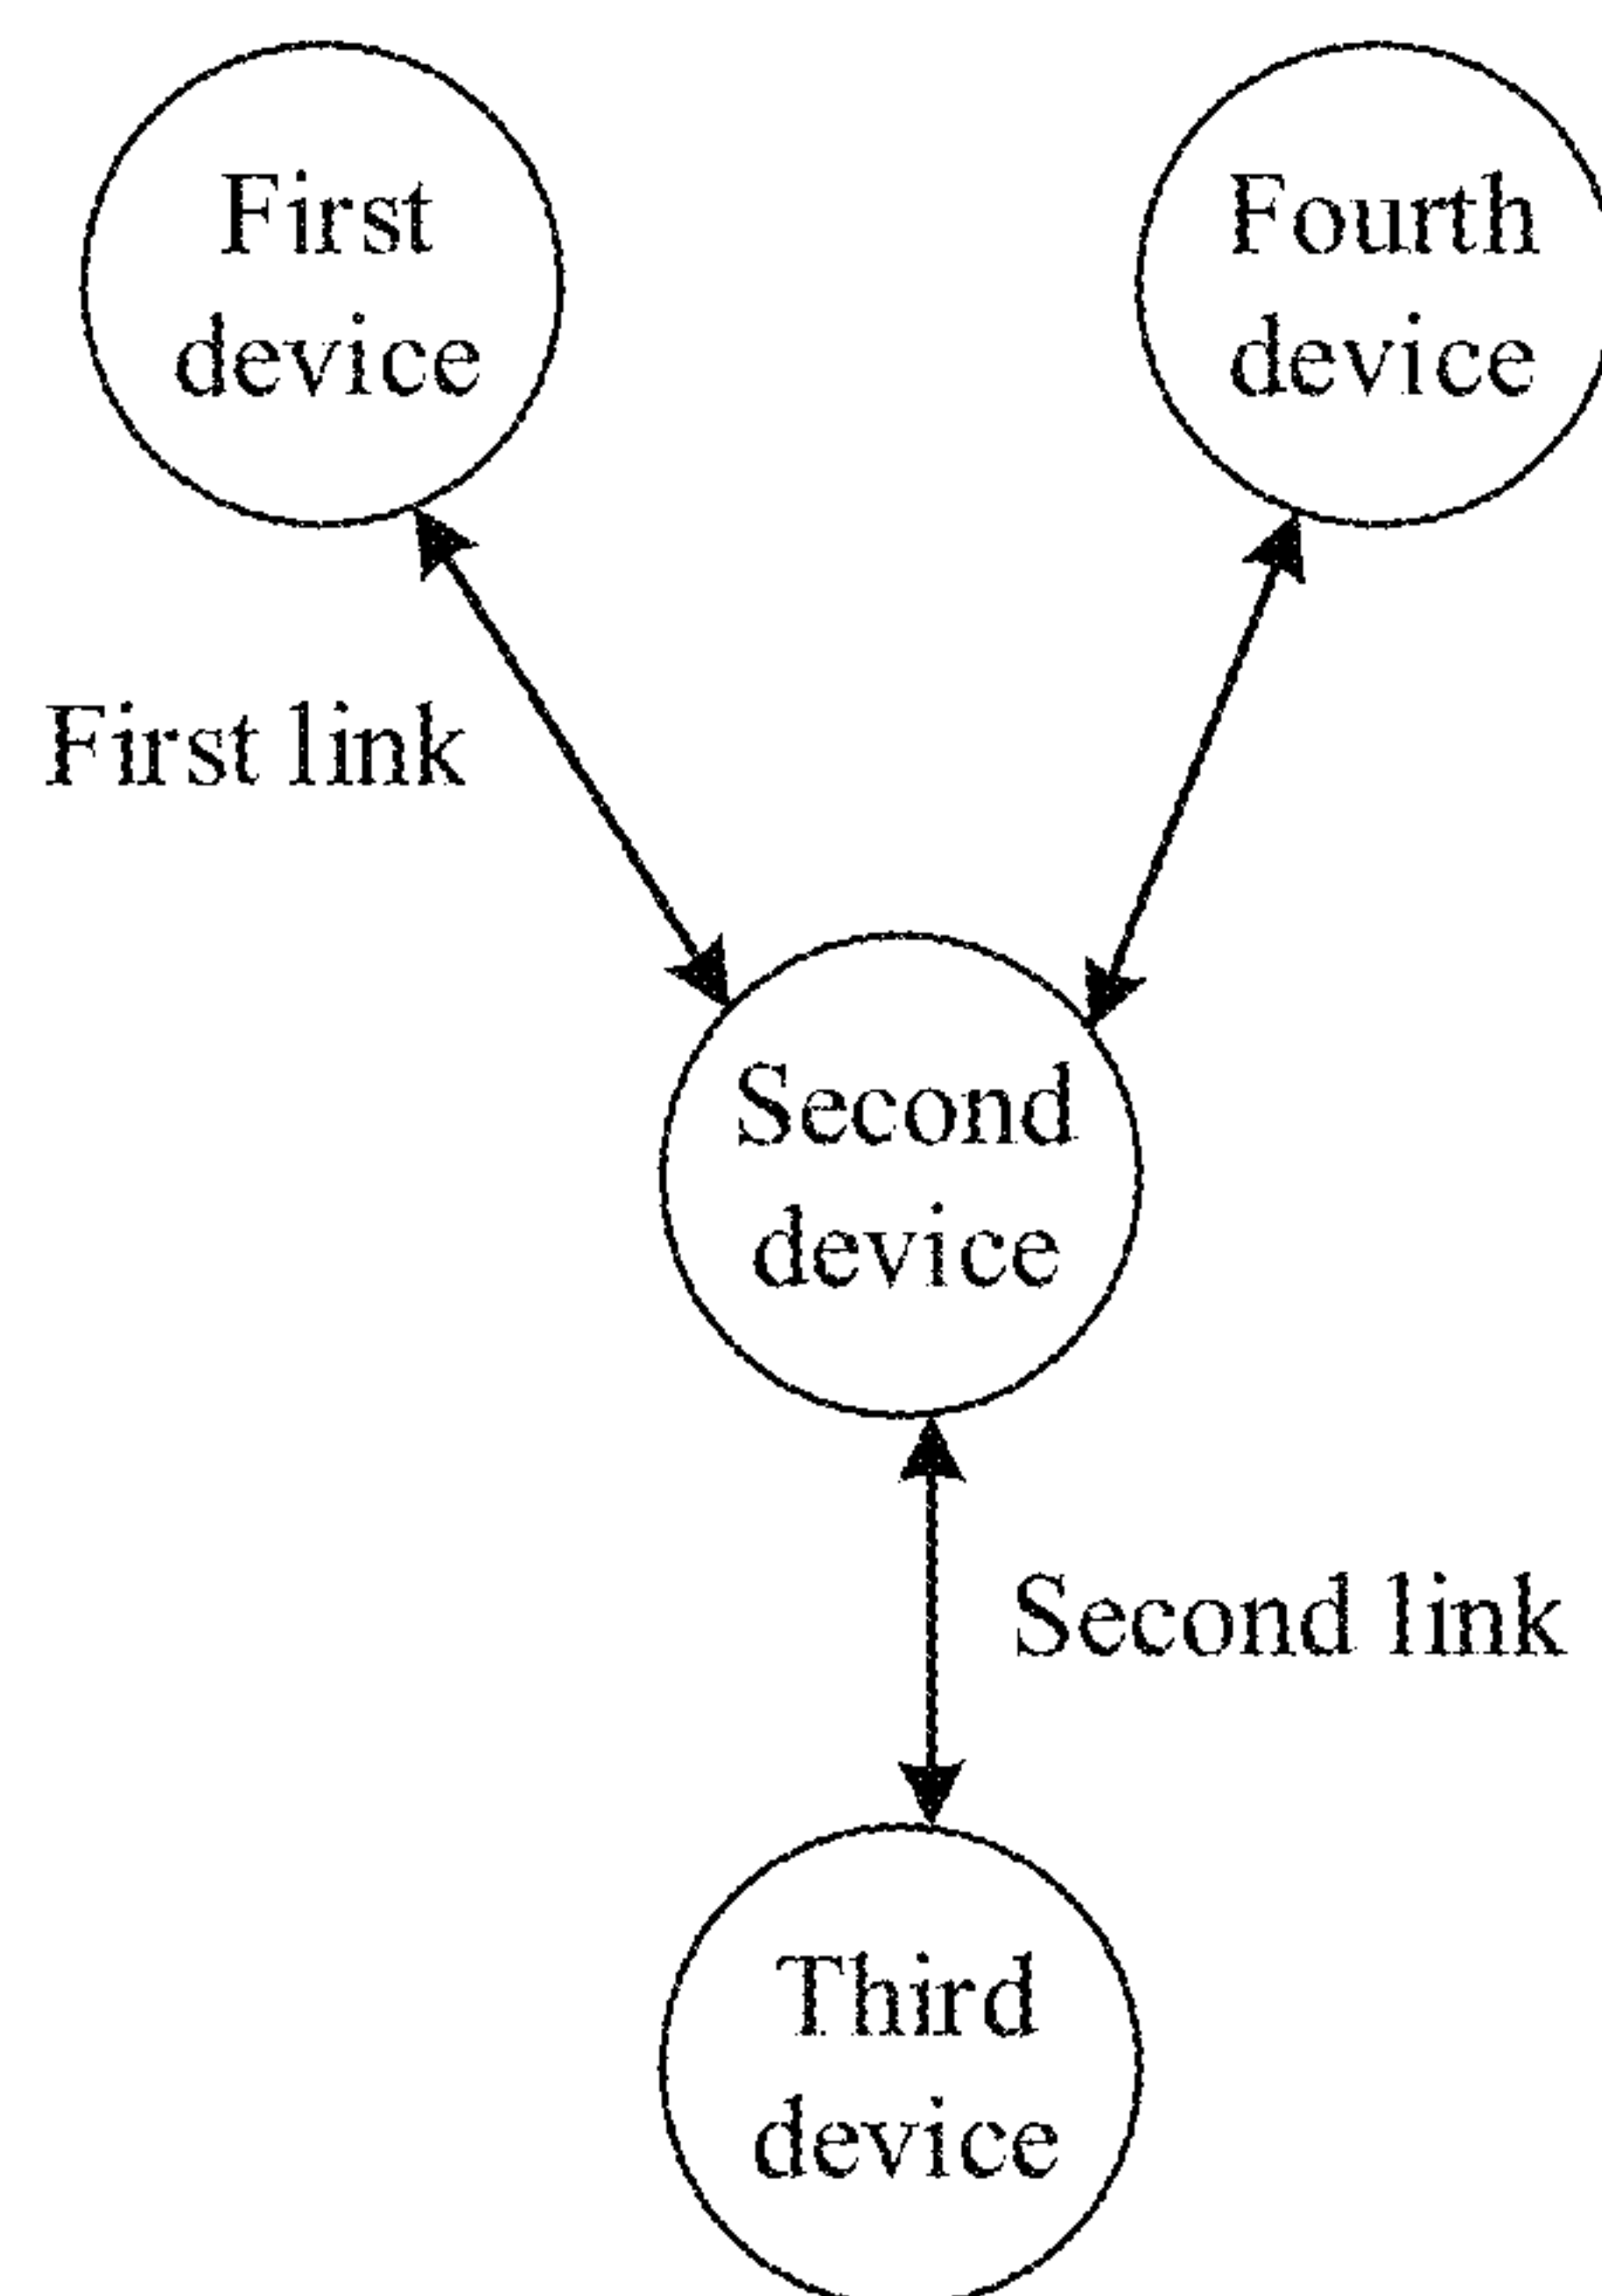 First
device
Fourth
device
First link
Second
device
Second link
Third
device